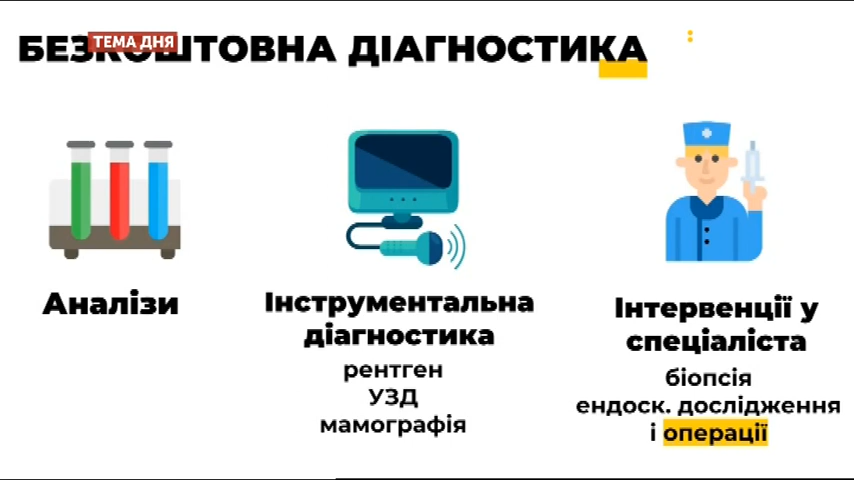 БЕЗКОШТОВНА ДІАГНОСТИКА
ТЕМА ДНЯ
Аналізи
Інструментальна
діагностика
рентген
УЗД
мамографія
Інтервенції у
спеціаліста
біопсія
ендоск. дослідження
і операції